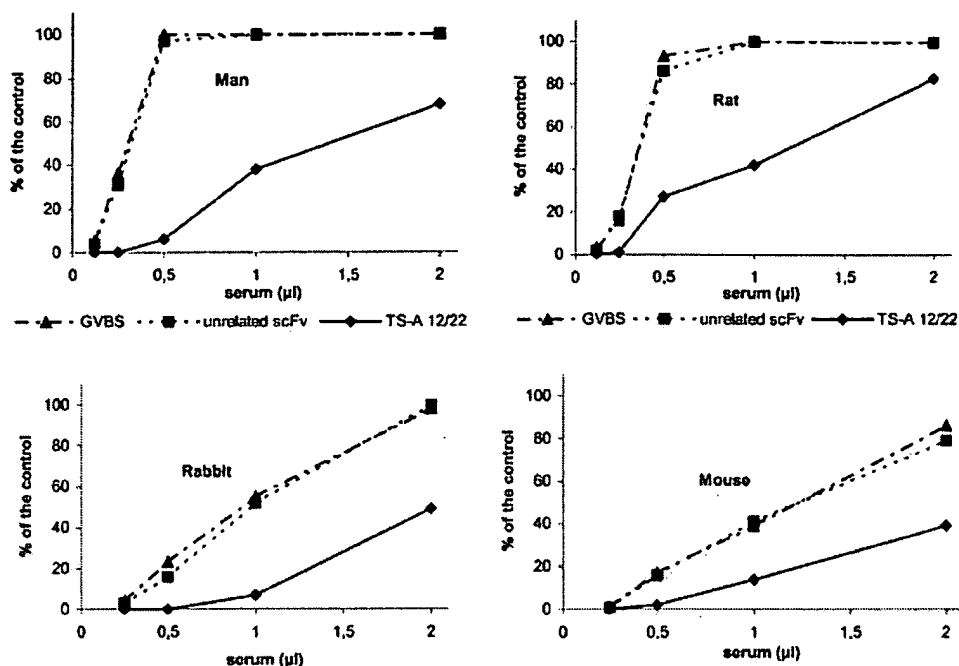 % of the control
100
80
60
40
20
0
Man
0 0,5 1 1,5 2
serum (µl)
% of the control
100
80
60
40
20
0
Rat
0 0,5 1 1,5 2
serum (µl)
GVBS unrelated scFv TS-A 12/22
GVBS unrelated scFv TS-A 12/22
% of the control
100
80
60
40
20
0
Rabbit
0 0,5 1 1,5 2
serum (µl)
% of the control
100
80
60
40
20
0
Mouse
0 0,5 1 1,5 2
serum (µl)